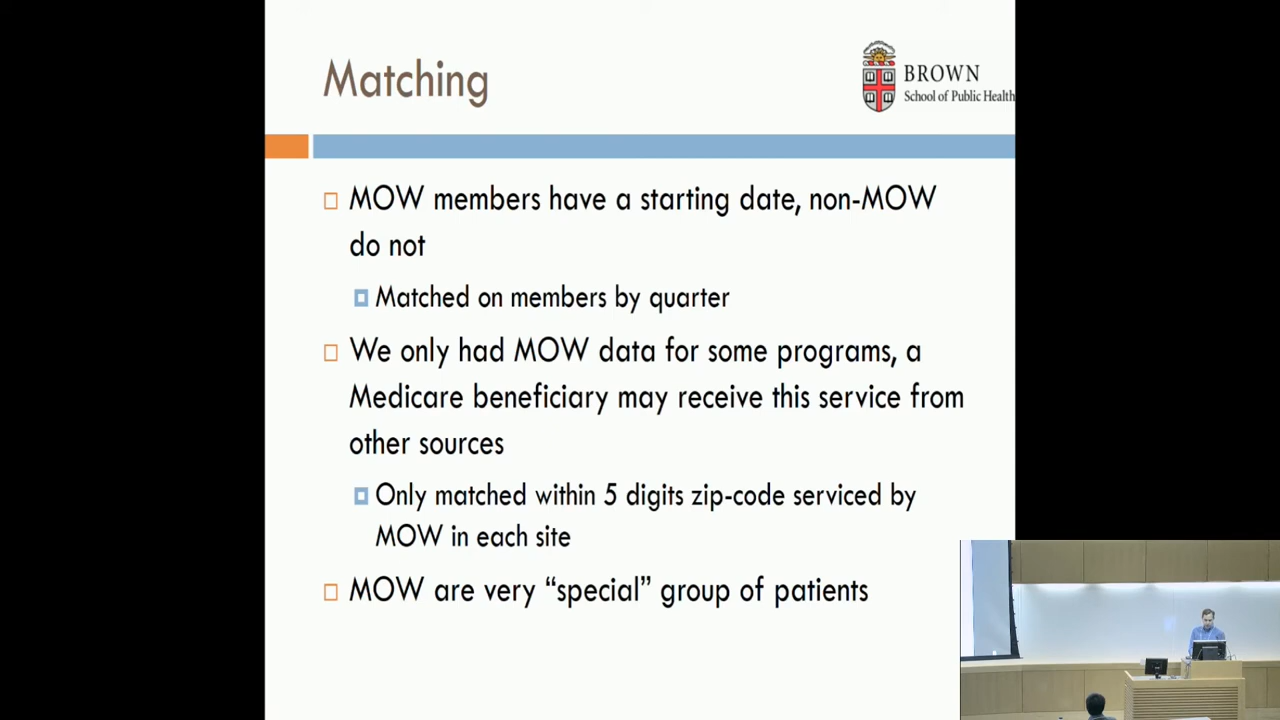 Matching
BROWN
School of Public Health
MOW members have a starting date, non-MOW
do not
Matched on members by quarter
We only had MOW data for some programs, a
Medicare beneficiary may receive this service from
other sources
Only matched within 5 digits zip-code serviced by
MOW in each site
MOW are very “special” group of patients